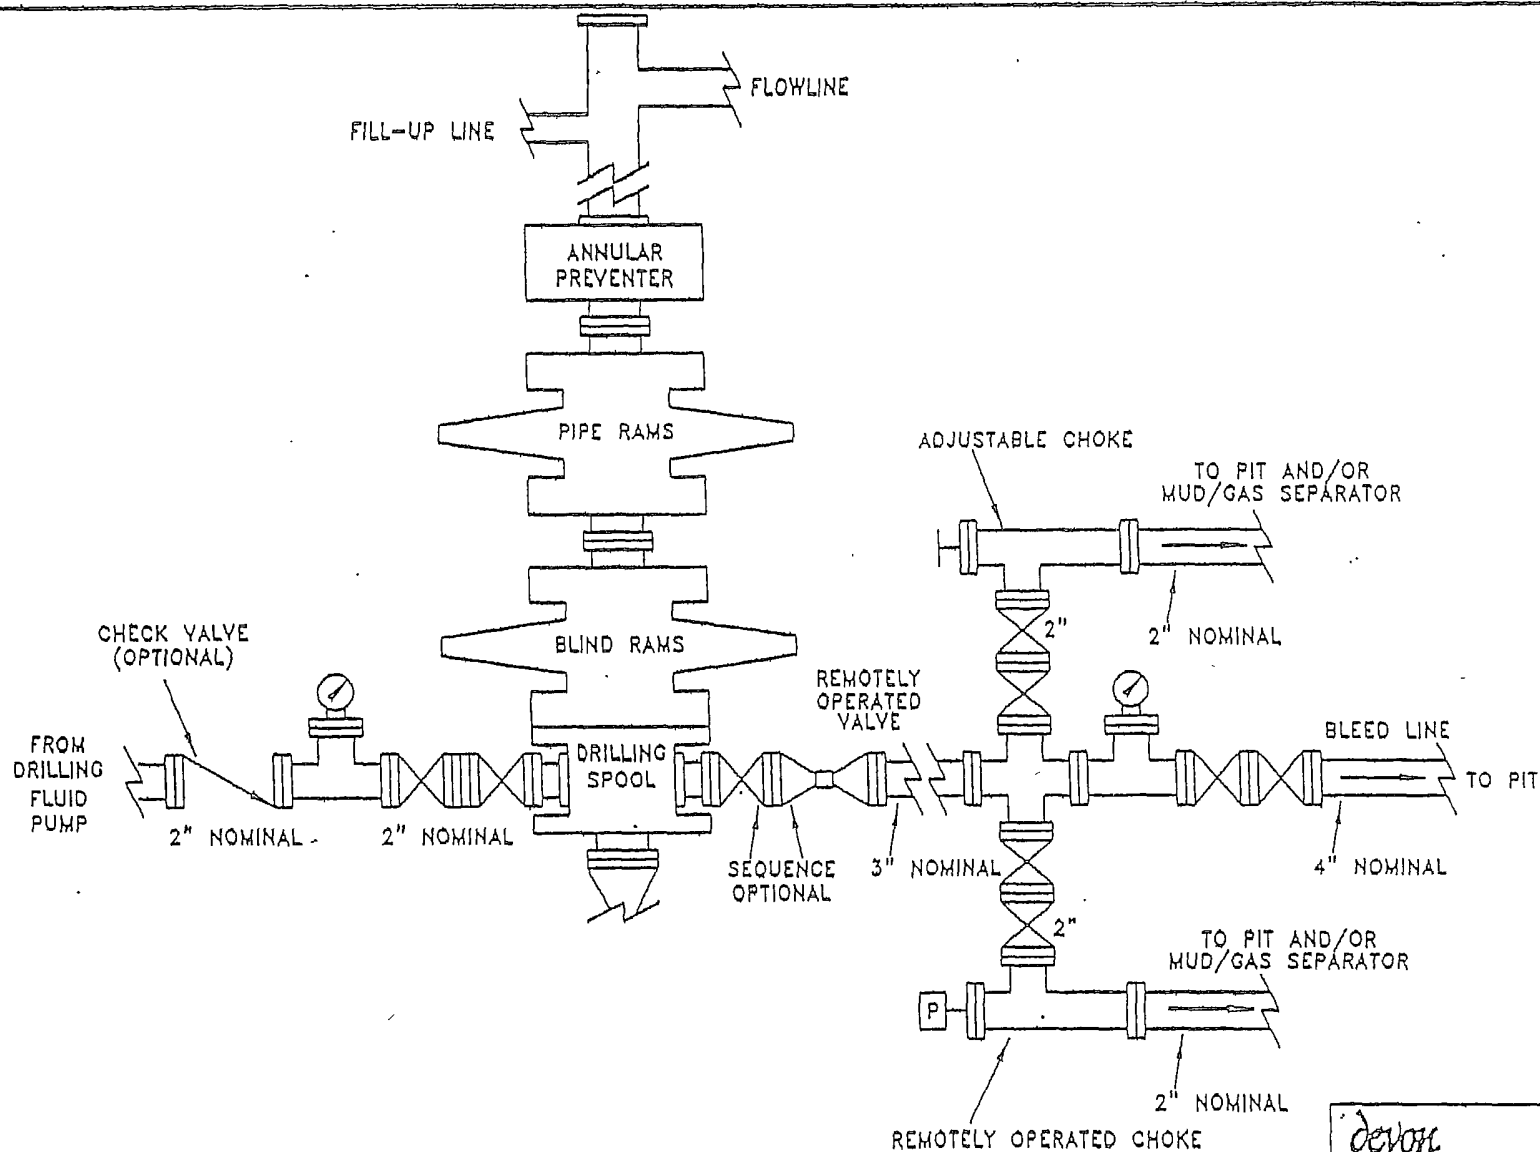 FLOWLINE
FILL-UP LINE
ANNULAR
PREVENTER
PIPE RAMS
ADJUSTABLE CHOKE
TO PIT AND/OR
MUD/GAS SEPARATOR
2"
2" NOMINAL
CHECK VALVE
(OPTIONAL)
BLIND RAMS
REMOTELY
OPERATED
VALVE
FROM
DRILLING
FLUID
PUMP
DRILLING
SPOOL
BLEED LINE
TO PIT
2" NOMINAL
2" NOMINAL
SEQUENCE
OPTIONAL
3" NOMINAL
4" NOMINAL
2"
TO PIT AND/OR
MUD/GAS SEPARATOR
P
2" NOMINAL
REMOTELY OPERATED CHOKE
devon